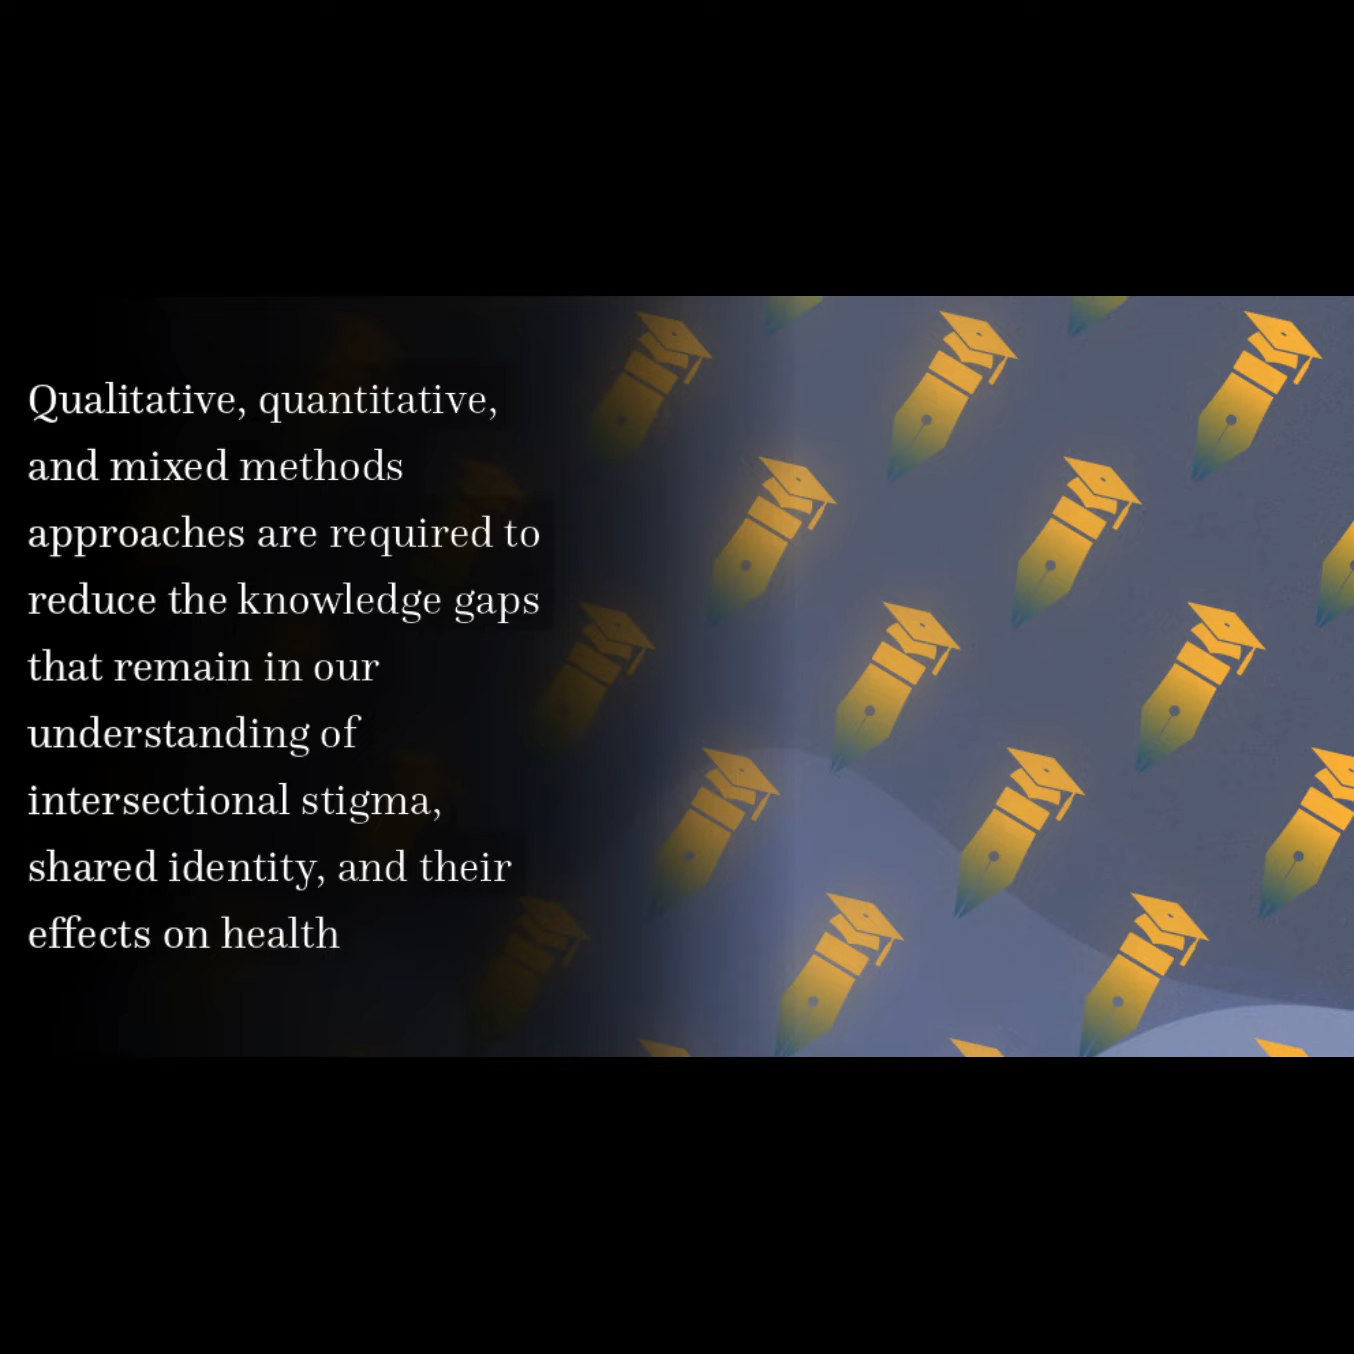 Qualitative, quantitative,
and mixed methods
approaches are required to
reduce the knowledge gaps
that remain in our
understanding of
intersectional stigma,
shared identity, and their
effects on health